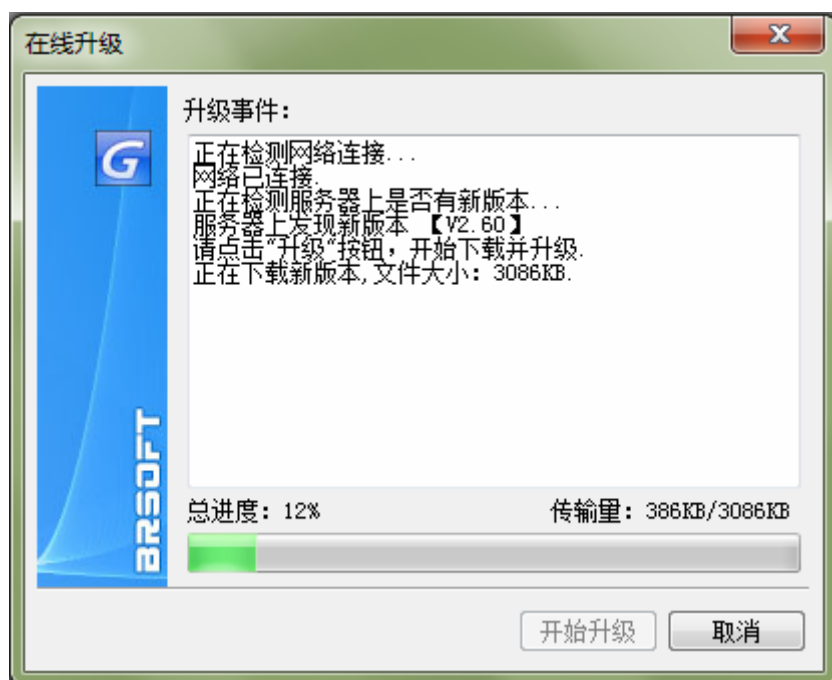 在线升级
升级事件：
G
正在检测网络连接...
网络已连接.
正在检测服务器上是否有新版本...
服务器上发现新版本 【V2.60】
请点击“升级”按钮，开始下载并升级.
正在下载新版本,文件大小：3086KB.
BRSOFT
总进度：12%
传输量：386KB/3086KB
开始升级
取消